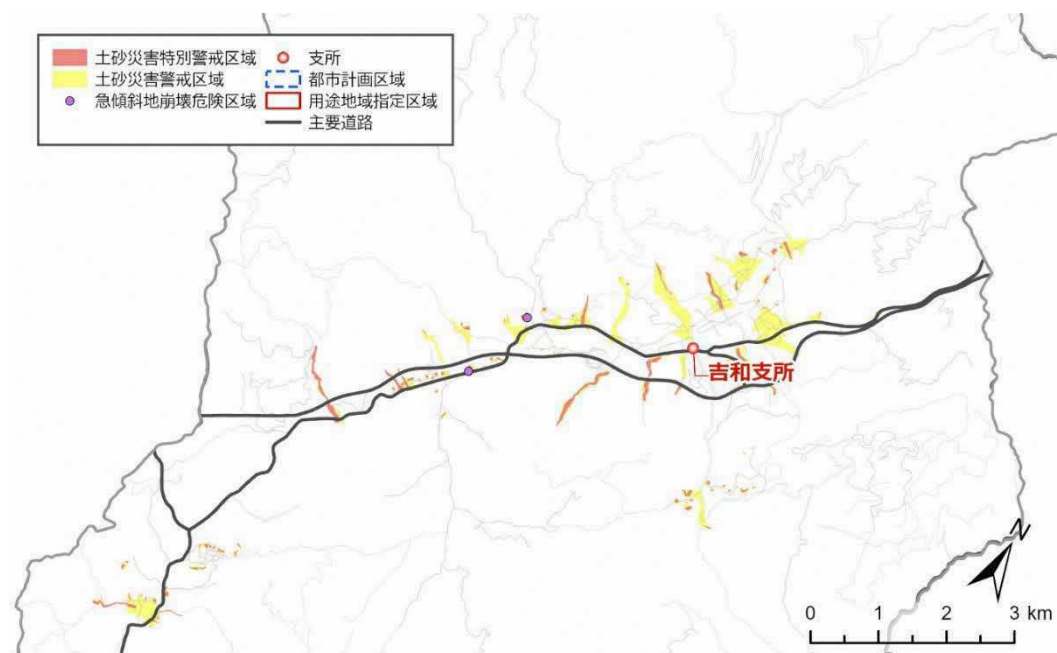 土砂災害特別警戒区域
土砂災害警戒区域
急傾斜地崩壊危険区域
支所
都市計画区域
用途地域指定区域
主要道路
吉和支所
N
0 1 2 3 km